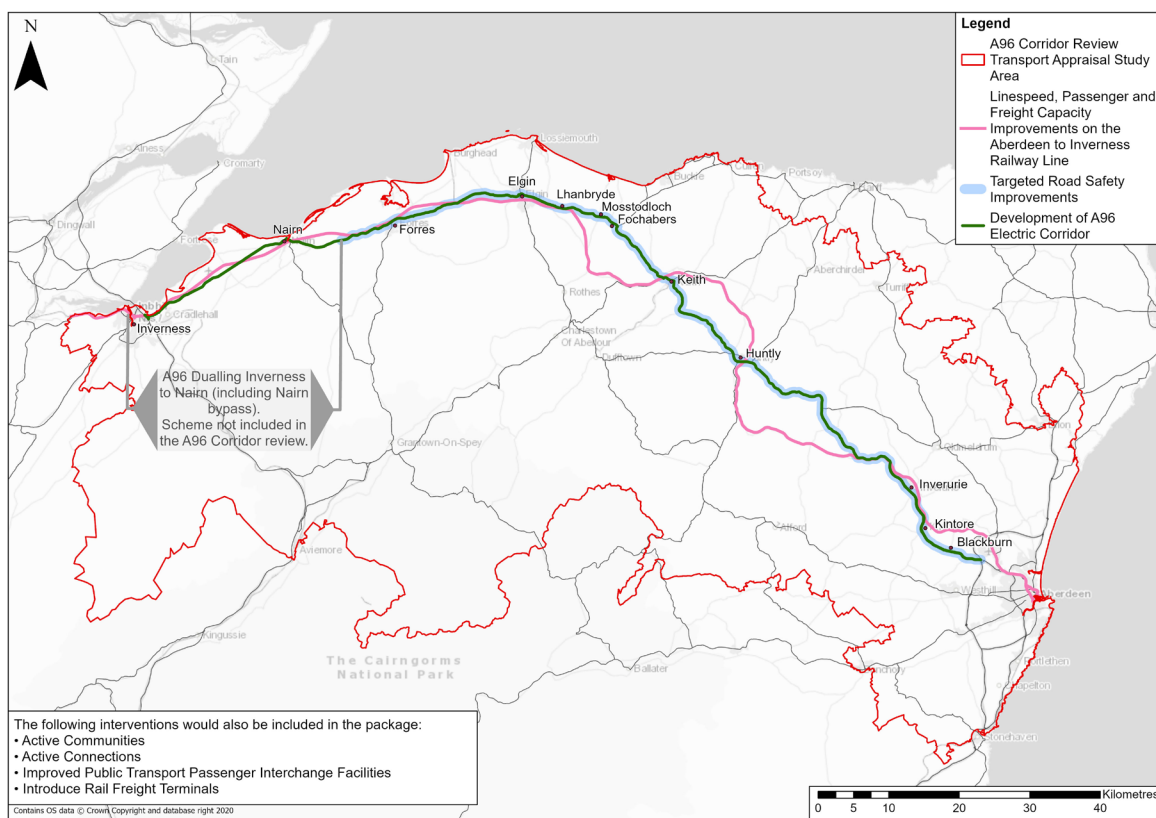 N
Legend
A96 Corridor Review
Transport Appraisal Study
Area
Linespeed, Passenger and
Freight Capacity
Improvements on the
Aberdeen to Inverness
Railway Line
Targeted Road Safety
Improvements
Development of A96
Electric Corridor
Tain
Alness
Cromarty
Dingwall
Lossiemouth
Burghead
Buckie
Portsoy
Elgin
Lhanbryde
Mosstodloch
Fochabers
Forres
Nairn
Keith
Aberchirder
Turriff
Rothes
Cradlehall
Inverness
Charlestown
Of Aberlour
Dufftown
Huntly
A96 Dualling Inverness
to Nairn (including Nairn
bypass).
Scheme not included in
the A96 Corridor review.
Grantown-On-Spey
Oldmeldrum
Inverurie
Kintore
Blackburn
Alford
Westhill
Aberdeen
Aviemore
Kingussie
The Cairngorms
National Park
Ballater
Banchory
Portlethen
Chapelton
Stonehaven
The following interventions would also be included in the package:
• Active Communities
• Active Connections
• Improved Public Transport Passenger Interchange Facilities
• Introduce Rail Freight Terminals
Contains OS data © Crown Copyright and database right 2020
Kilometres
0 5 10 20 30 40